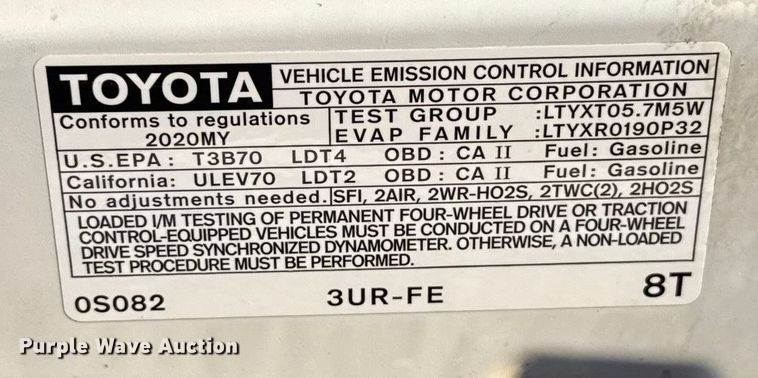 TOYOTA
VEHICLE EMISSION CONTROL INFORMATION
TOYOTA MOTOR CORPORATION
Conforms to regulations
2020MY
TEST GROUP :LTYXT05.7M5W
EVAP FAMILY :LTYXR0190P32
U.S.EPA: T3B70 LDT4 OBD: CA II Fuel: Gasoline
California: ULEV70 LDT2 OBD: CA II Fuel: Gasoline
No adjustments needed. SFI, 2AIR, 2WR-HO2S, 2TWC(2), 2HO2S
LOADED I/M TESTING OF PERMANENT FOUR-WHEEL DRIVE OR TRACTION
CONTROL-EQUIPPED VEHICLES MUST BE CONDUCTED ON A FOUR-WHEEL
DRIVE SPEED SYNCHRONIZED DYNAMOMETER. OTHERWISE, A NON-LOADED
TEST PROCEDURE MUST BE PERFORMED.
0S082 3UR-FE 8T
Purple Wave Auction